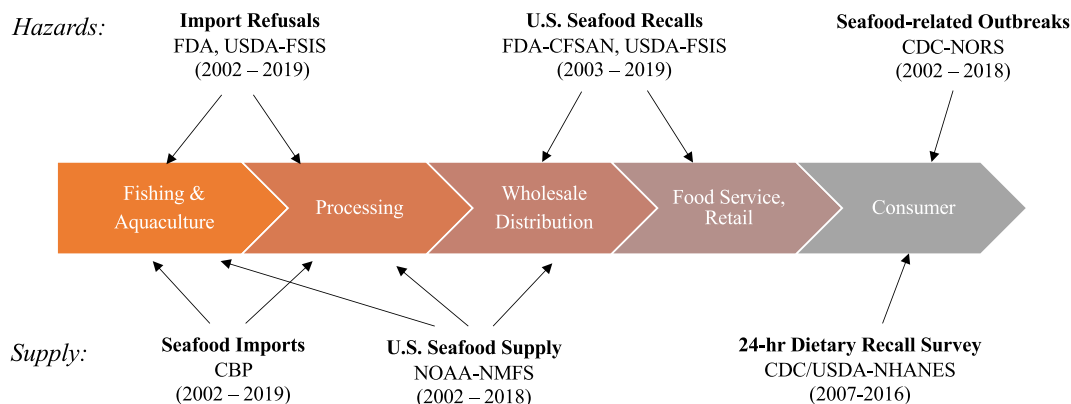 Hazards:
Import Refusals
FDA, USDA-FSIS
(2002 – 2019)
U.S. Seafood Recalls
FDA-CFSAN, USDA-FSIS
(2003 – 2019)
Seafood-related Outbreaks
CDC-NORS
(2002 – 2018)
Fishing &
Aquaculture
Processing
Wholesale
Distribution
Food Service,
Retail
Consumer
Supply:
Seafood Imports
CBP
(2002 – 2019)
U.S. Seafood Supply
NOAA-NMFS
(2002 – 2018)
24-hr Dietary Recall Survey
CDC/USDA-NHANES
(2007-2016)